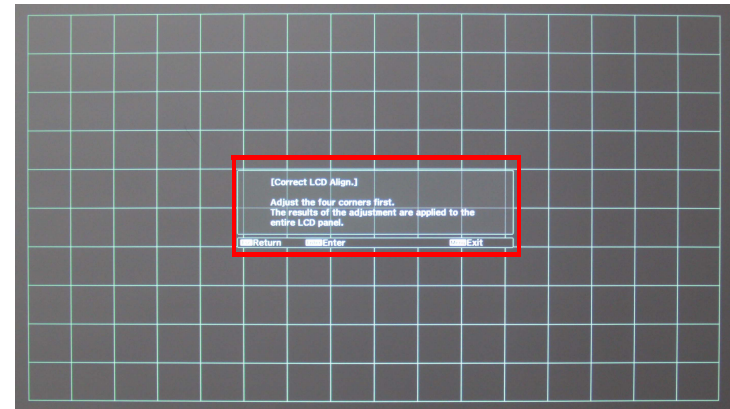 [Correct LCD Align.]
Adjust the four corners first.
The results of the adjustment are applied to the
entire LCD panel.
Return Enter Exit